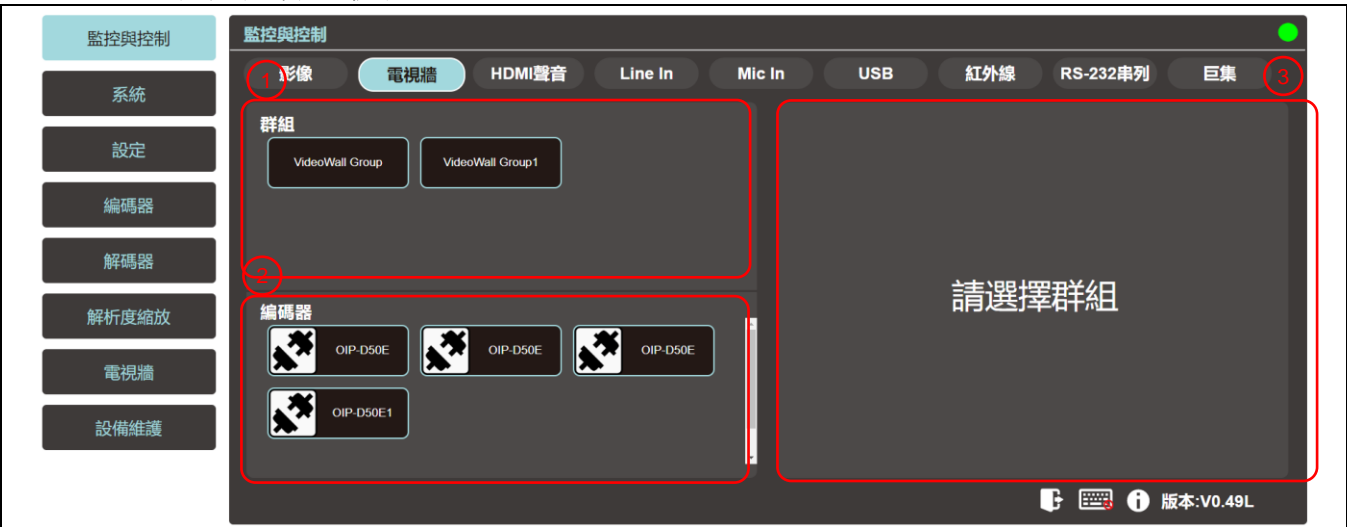 監控與控制
系統
設定
編碼器
解碼器
解析度縮放
電視牆
設備維護
監控與控制
1 影像 電視牆 HDMI聲音 Line In Mic In USB 紅外線 RS-232串列 巨集 3
群組
VideoWall Group VideoWall Group1
2
編碼器
OIP-D50E OIP-D50E OIP-D50E
OIP-D50E1
請選擇群組
版本:V0.49L